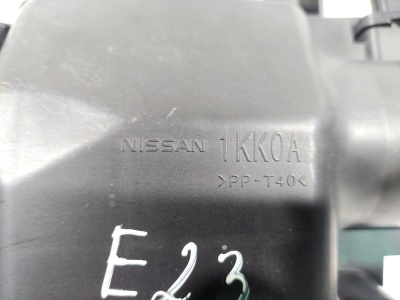 NISSAN 1KK0A
>PP-T40<
E23